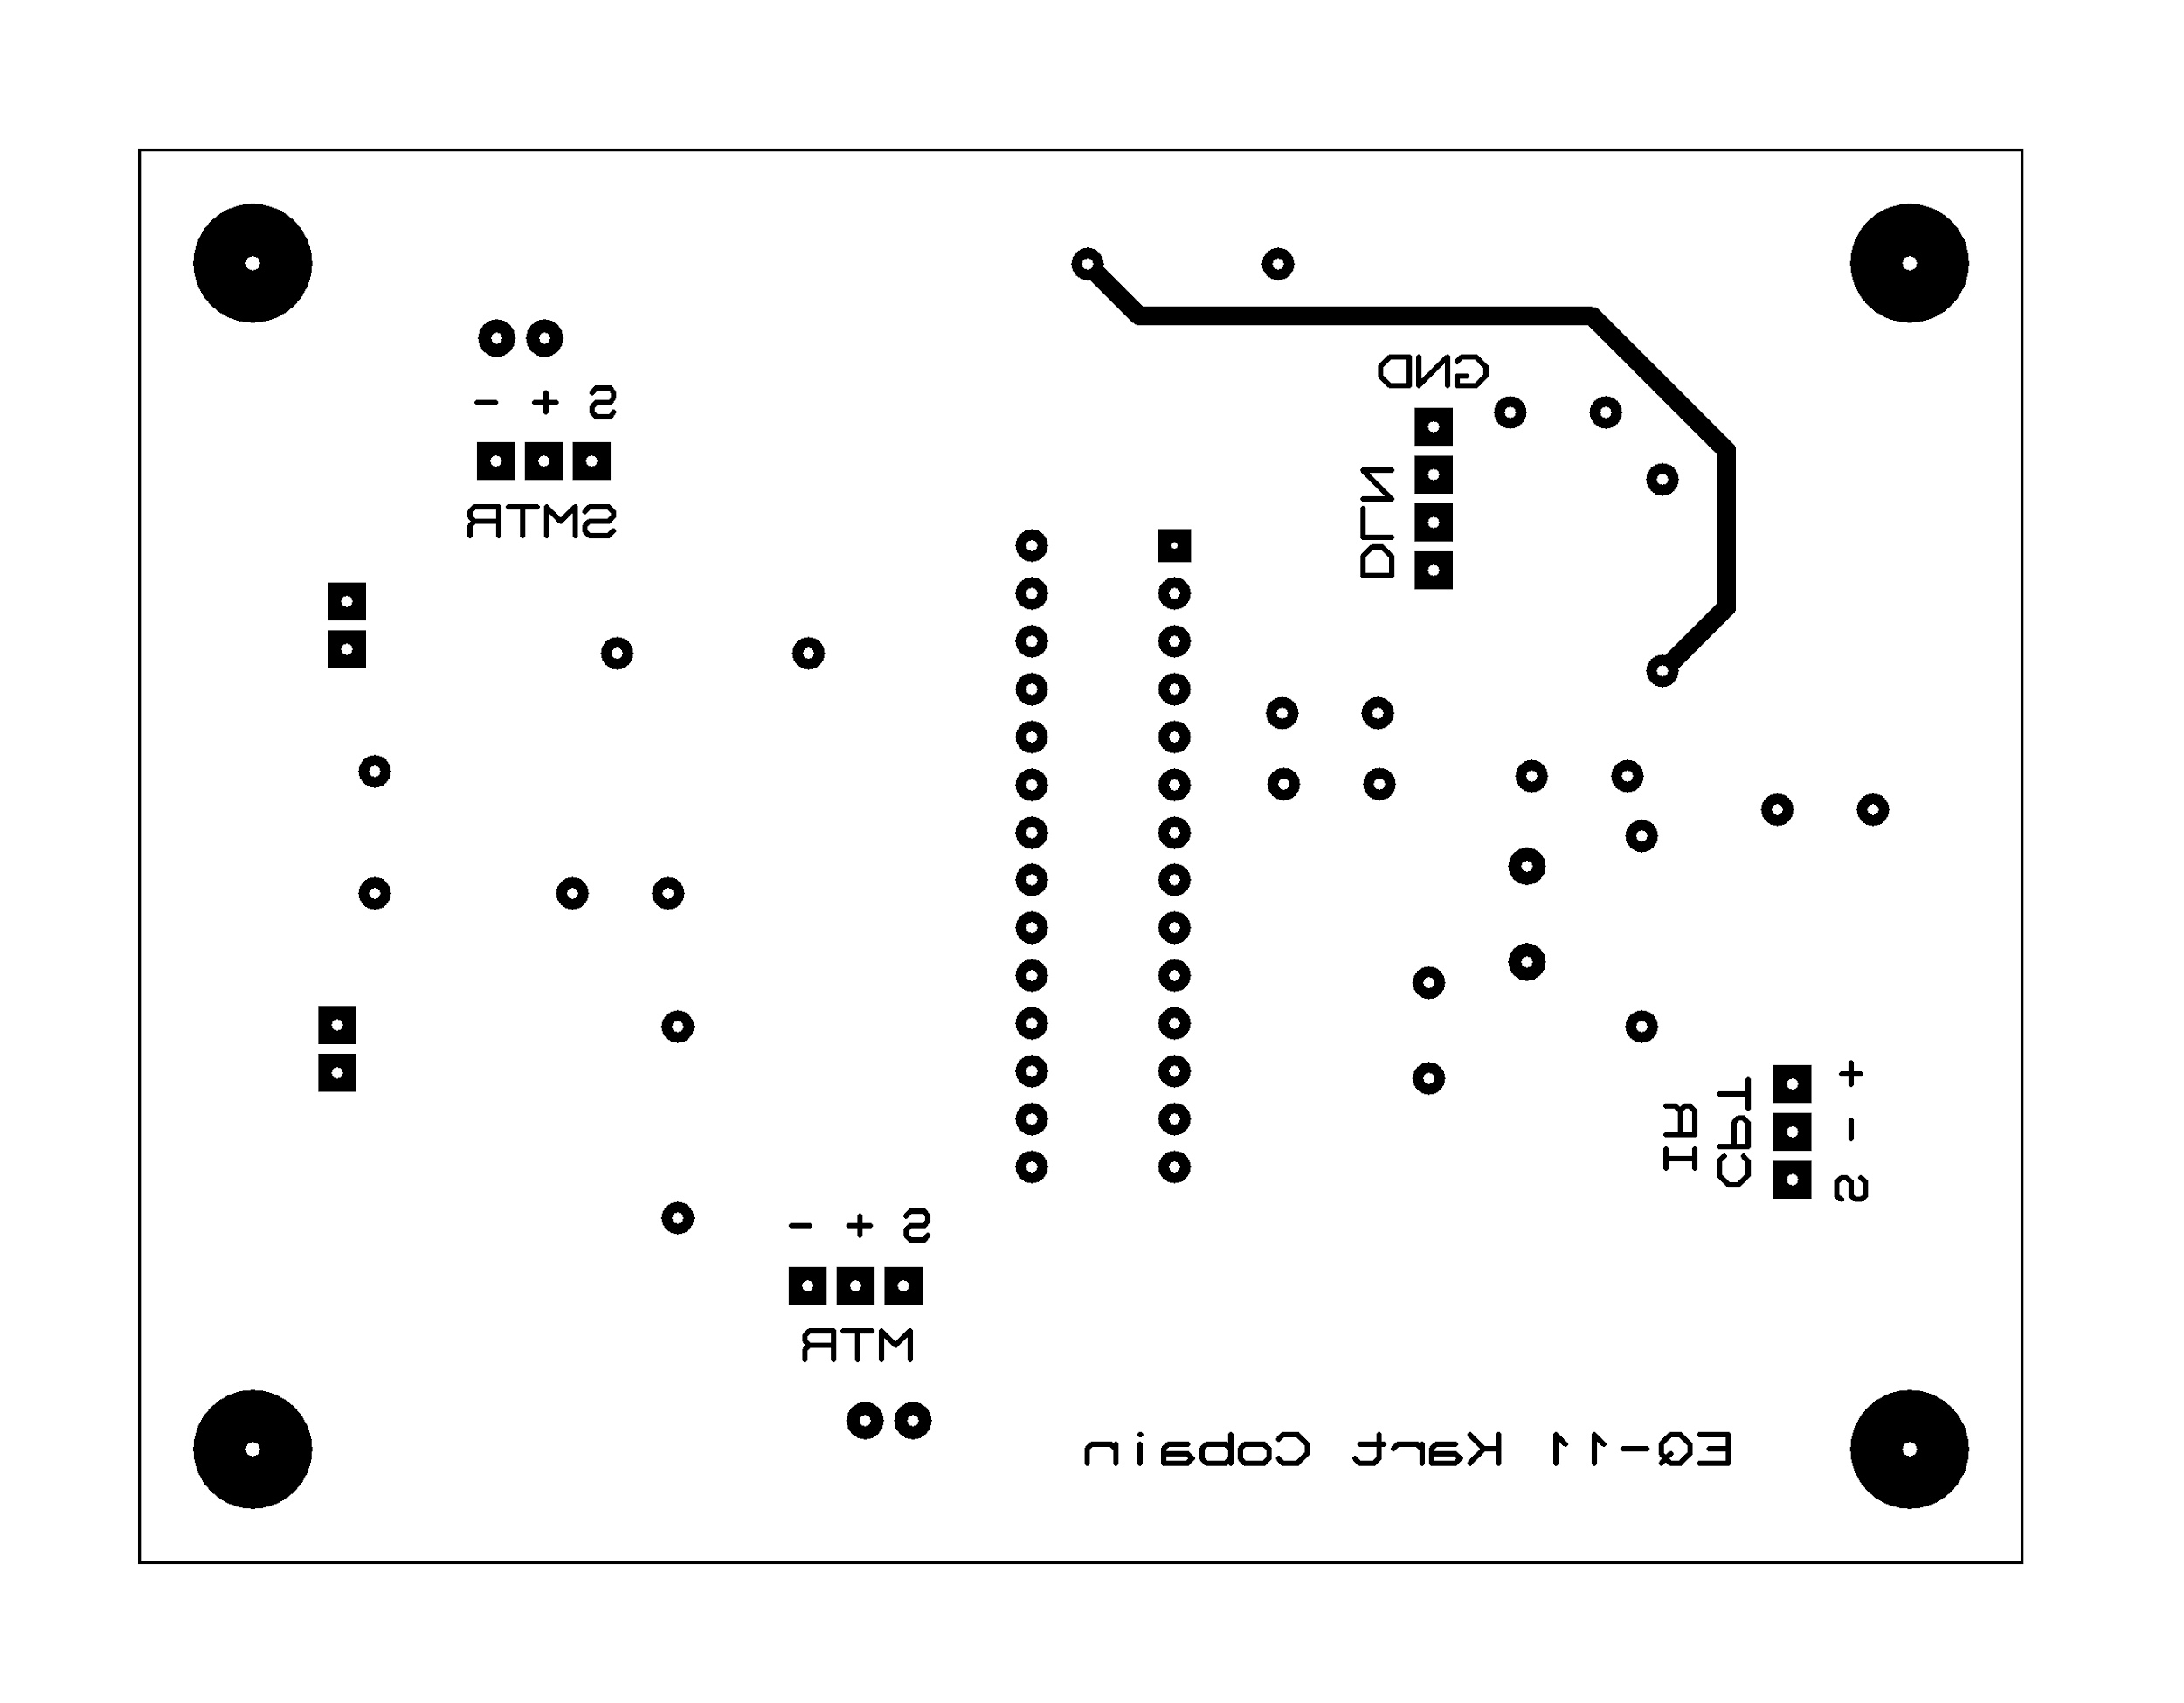 GND
S + -
SMTR
DLN
S - +
CPT
IR
S + -
MTR
EQ-11 Kart Cobain